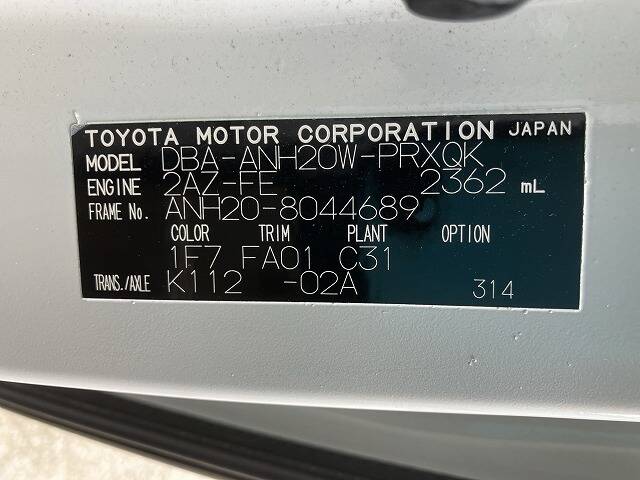 TOYOTA MOTOR CORPORATION JAPAN
MODEL DBA-ANH20W-PRXQK
ENGINE 2AZ-FE 2362 mL
FRAME No. ANH20-8044689
COLOR TRIM PLANT OPTION
1F7 FA01 C31
TRANS./AXLE K112 -02A 314